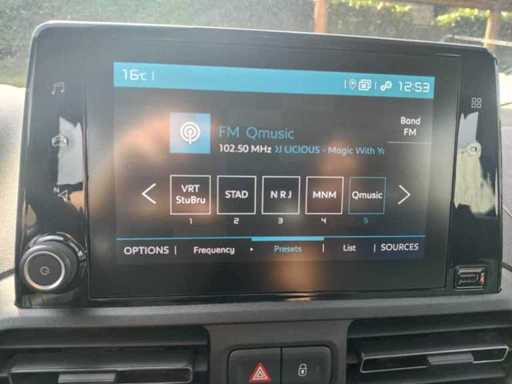 16°C
12:53
FM Qmusic
102.50 MHz DJ LICIOUS - Magic With Yo
Band
FM
VRT
StuBru
STAD
NRJ
MNM
Qmusic
1
2
3
4
5
OPTIONS
Frequency
Presets
List
SOURCES